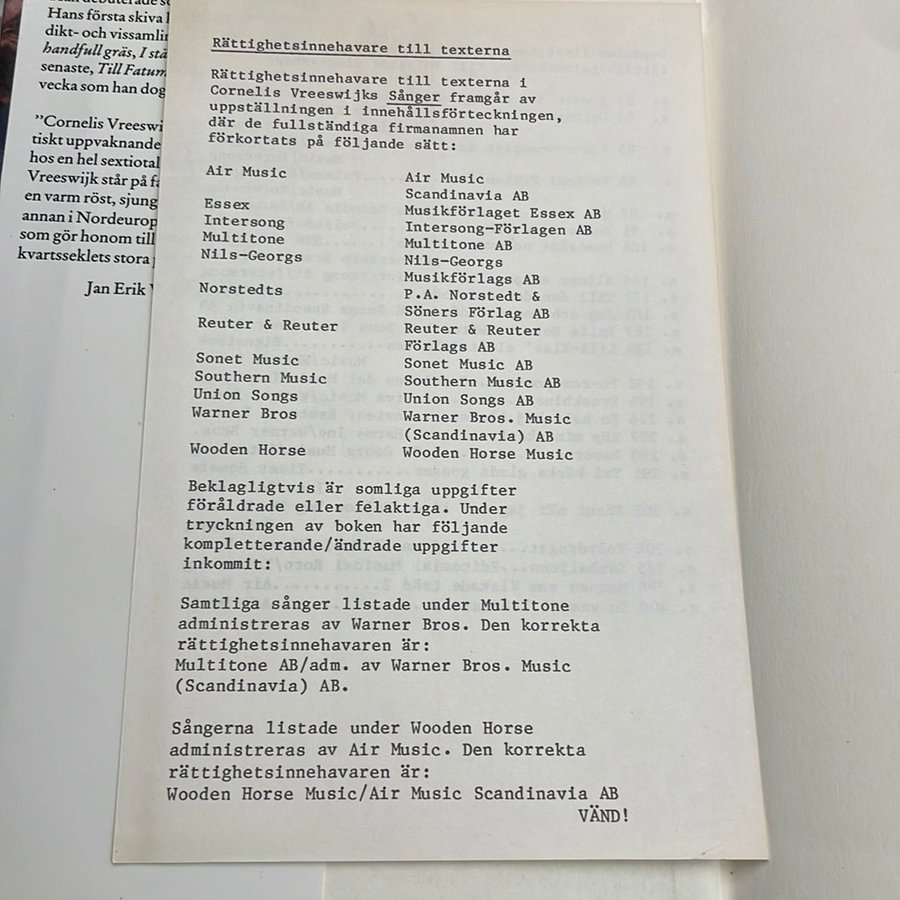 Hans första skiva
dikt- och vissamlin
handfull gräs, I stä
senaste, Till Fatum
vecka som han dog
"Cornelis Vreeswi
tiskt uppvaknande
hos en hel sextiotal
Vreeswijk står på fa
en varm röst, sjung
annan i Nordeurop
som gör honom till
kvartsseklets stora
Jan Erik
Rättighetsinnehavare till texterna
Rättighetsinnehavare till texterna i
Cornelis Vreeswijks Sånger framgår av
uppställningen i innehållsförteckningen,
där de fullständiga firmanamnen har
förkortats på följande sätt:
Air Music Air Music
Scandinavia AB
Essex Musikförlaget Essex AB
Intersong Intersong-Förlagen AB
Multitone Multitone AB
Nils-Georgs Nils-Georgs
Musikförlags AB
Norstedts P.A. Norstedt &
Söners Förlag AB
Reuter & Reuter Reuter & Reuter
Förlags AB
Sonet Music Sonet Music AB
Southern Music Southern Music AB
Union Songs Union Songs AB
Warner Bros Warner Bros. Music
(Scandinavia) AB
Wooden Horse Wooden Horse Music
Beklagligtvis är somliga uppgifter
föråldrade eller felaktiga. Under
tryckningen av boken har följande
kompletterande/ändrade uppgifter
inkommit:
Samtliga sånger listade under Multitone
administreras av Warner Bros. Den korrekta
rättighetsinnehavaren är:
Multitone AB/adm. av Warner Bros. Music
(Scandinavia) AB.
Sångerna listade under Wooden Horse
administreras av Air Music. Den korrekta
rättighetsinnehavaren är:
Wooden Horse Music/Air Music Scandinavia AB
VÄND!